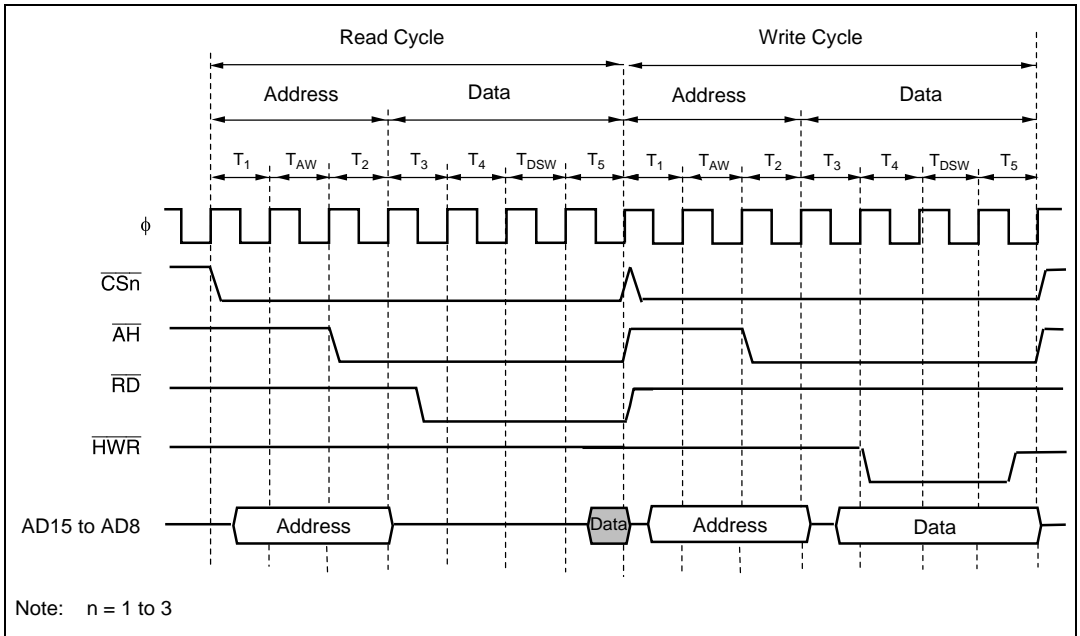 Read Cycle Write Cycle
Address Data Address Data
T1 TAW T2 T3 T4 TDSW T5 T1 TAW T2 T3 T4 TDSW T5
ϕ
CSn
AH
RD
HWR
AD15 to AD8 Address Data Address Data
Note: n = 1 to 3